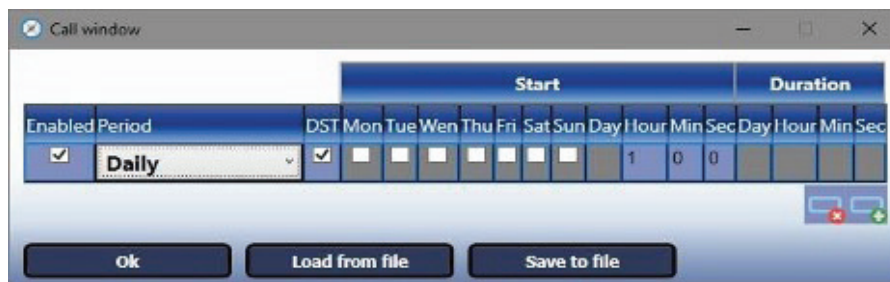 Call window
Start Duration
Enabled Period DST Mon Tue Wen Thu Fri Sat Sun Day Hour Min Sec Day Hour Min Sec
Daily 1 0 0
Ok Load from file Save to file